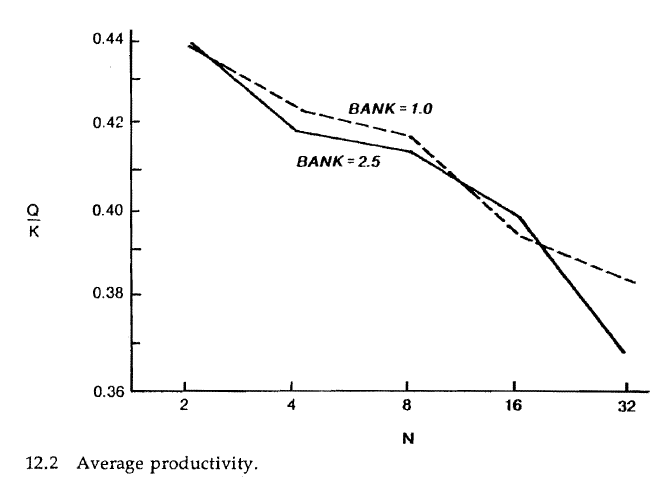 0.44
BANK = 1.0
0.42
BANK = 2.5
0.40
Q
K
0.38
0.36
2 4 8 16 32
N
12.2 Average productivity.